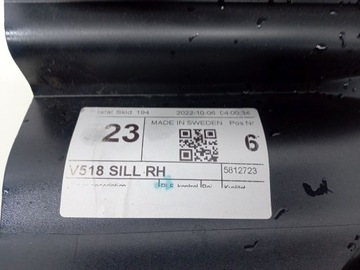 Skid 194 2022-10-06 04:00:34
23 MADE IN SWEDEN Pos.Nr 6
V518 SILL RH 5612723